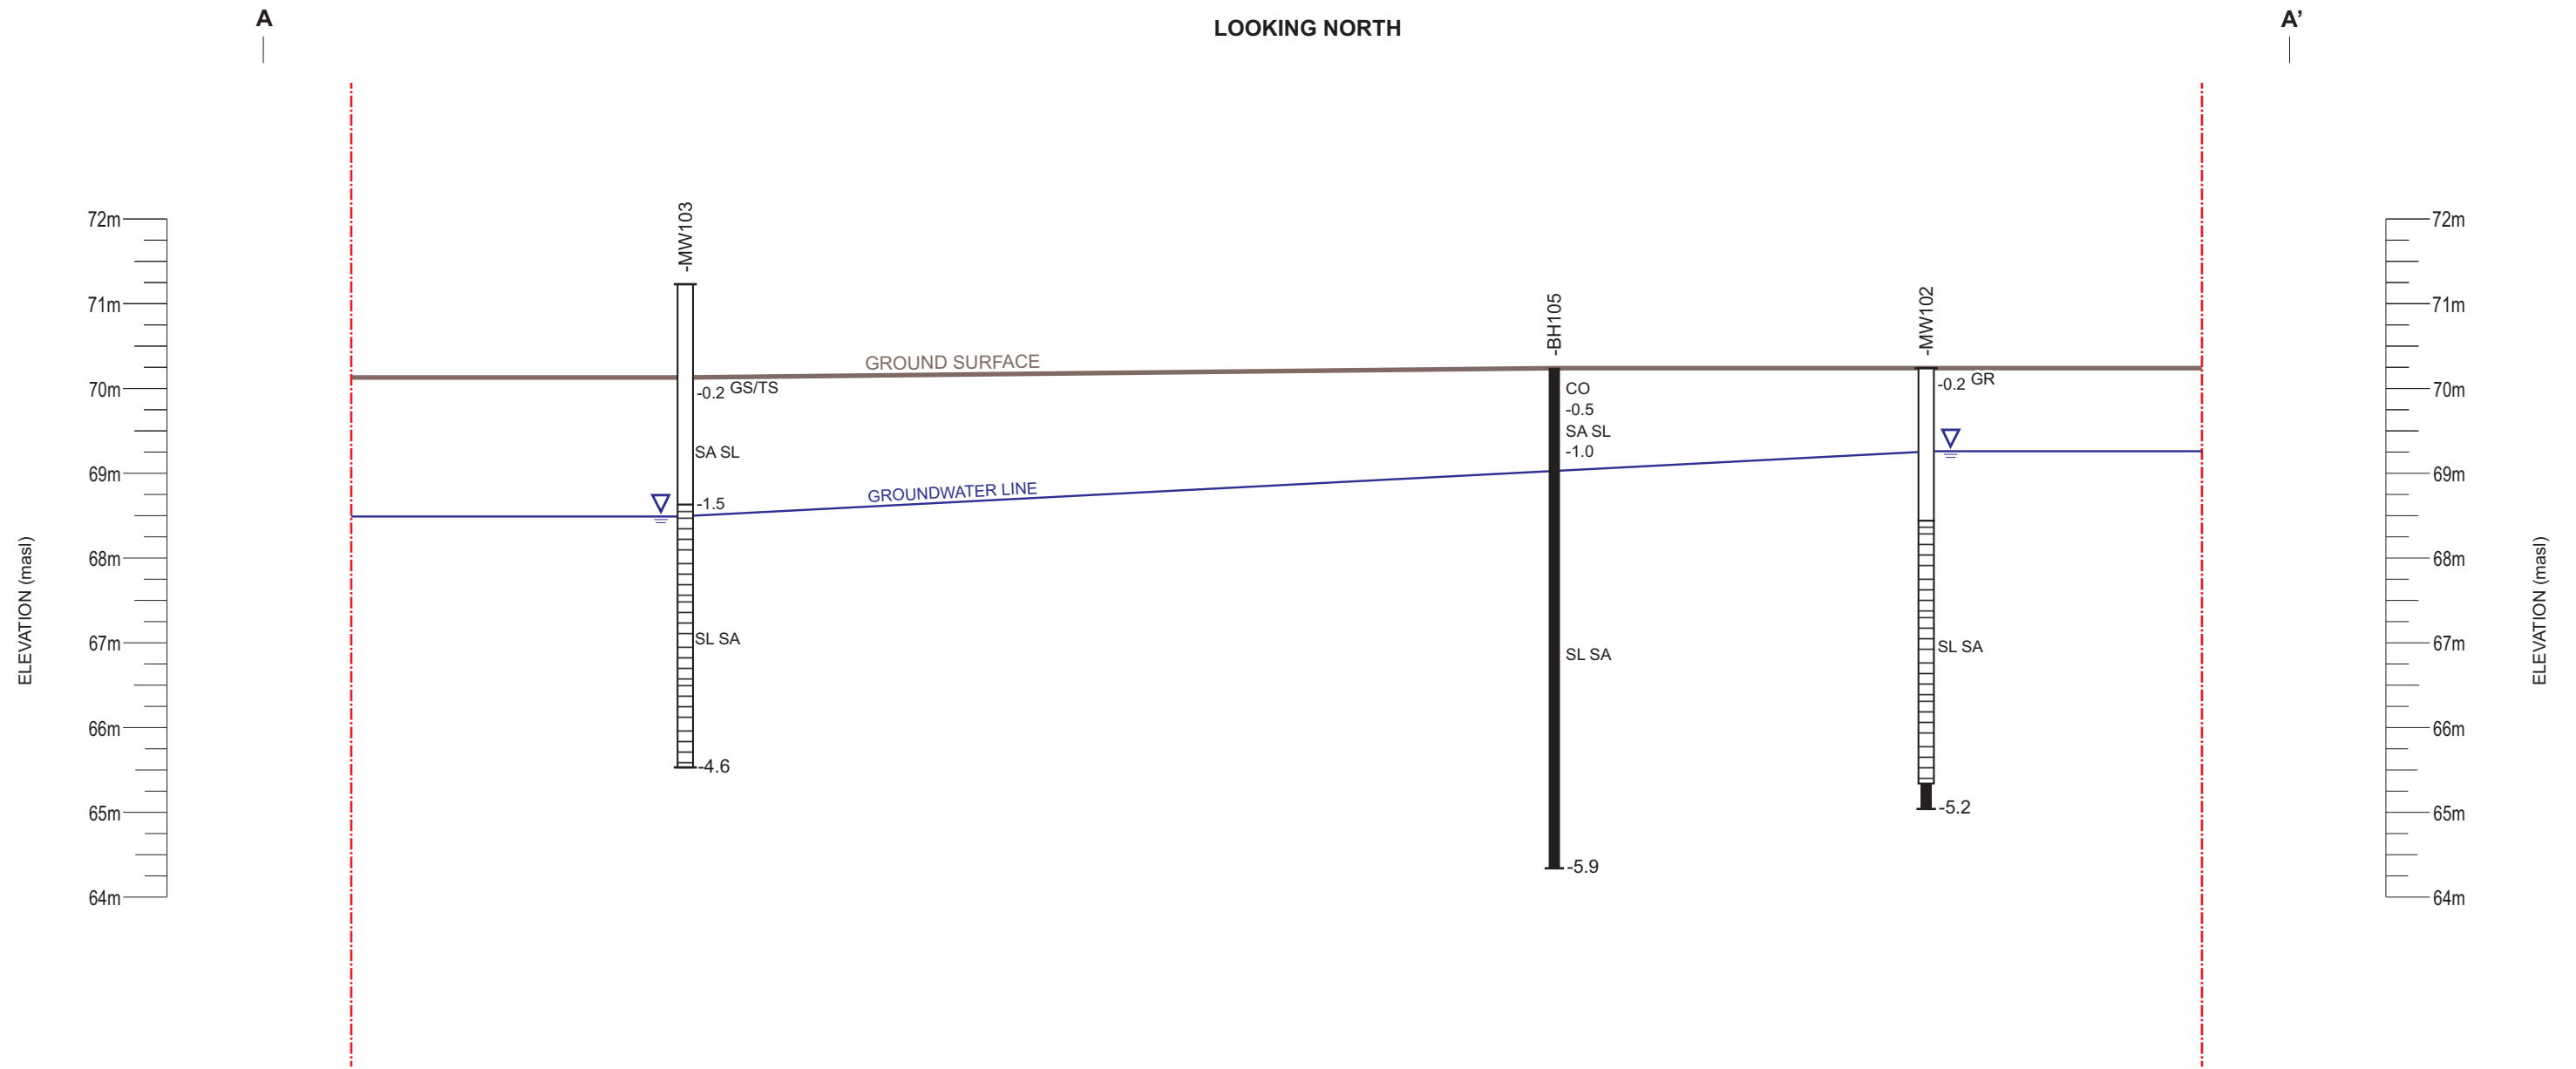 A
LOOKING NORTH
A’
-MW103
-BH105
-MW102
72m
71m
70m
69m
68m
67m
66m
65m
64m
ELEVATION (masl)
GROUND SURFACE
-0.2 GS/TS
SA SL
-1.5
GROUNDWATER LINE
SL SA
-4.6
CO
-0.5
SA SL
-1.0
SL SA
-5.9
-0.2 GR
SL SA
-5.2
72m
71m
70m
69m
68m
67m
66m
65m
64m
ELEVATION (masl)